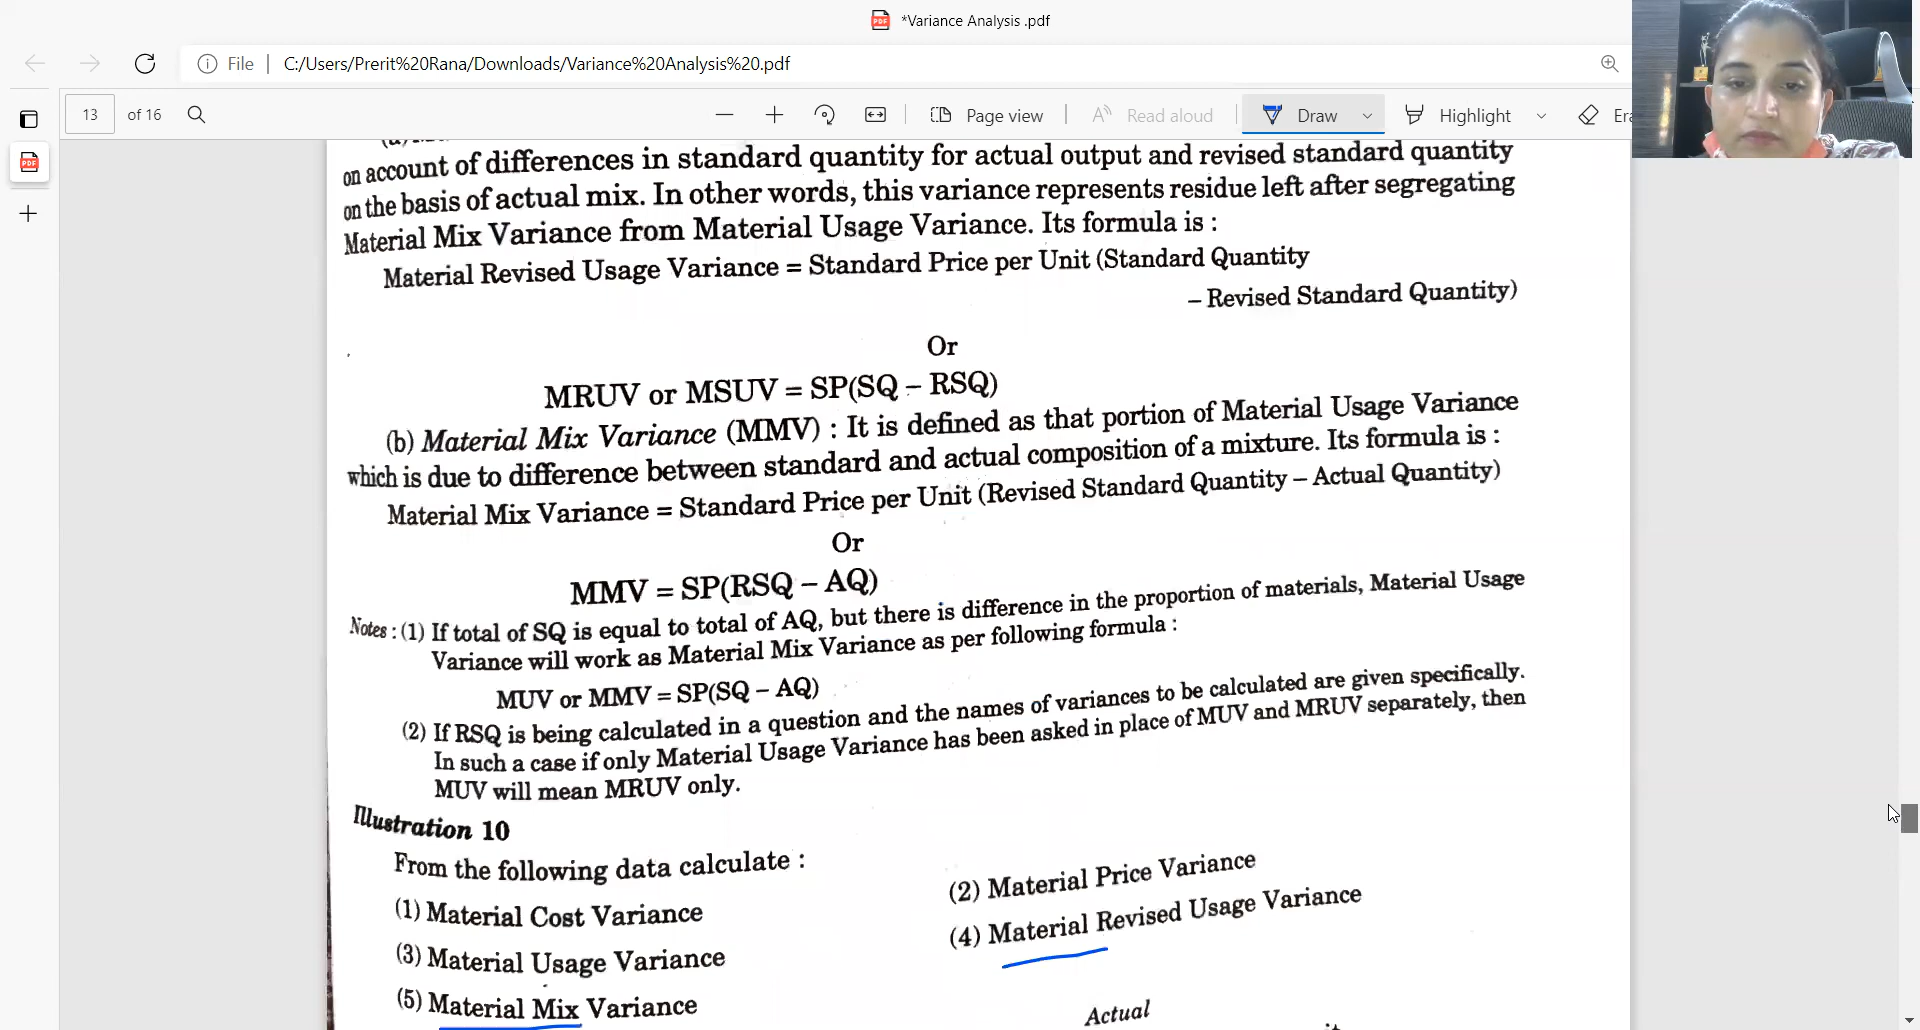 *Variance Analysis .pdf
File
C:/Users/Prerit%20Rana/Downloads/Variance%20Analysis%20.pdf
13 of 16
Page view
Read aloud
Draw
Highlight
on account of differences in standard quantity for actual output and revised standard quantity
on the basis of actual mix. In other words, this variance represents residue left after segregating
Material Mix Variance from Material Usage Variance. Its formula is :
Material Revised Usage Variance = Standard Price per Unit (Standard Quantity
– Revised Standard Quantity)
Or
MRUV or MSUV = SP(SQ – RSQ)
(b) Material Mix Variance (MMV) : It is defined as that portion of Material Usage Variance
which is due to difference between standard and actual composition of a mixture. Its formula is :
Material Mix Variance = Standard Price per Unit (Revised Standard Quantity – Actual Quantity)
Or
MMV = SP(RSQ – AQ)
Notes : (1) If total of SQ is equal to total of AQ, but there is difference in the proportion of materials, Material Usage
Variance will work as Material Mix Variance as per following formula :
MUV or MMV = SP(SQ – AQ)
(2) If RSQ is being calculated in a question and the names of variances to be calculated are given specifically.
In such a case if only Material Usage Variance has been asked in place of MUV and MRUV separately, then
MUV will mean MRUV only.
Illustration 10
From the following data calculate :
(1) Material Cost Variance
(2) Material Price Variance
(3) Material Usage Variance
(4) Material Revised Usage Variance
(5) Material Mix Variance
Actual